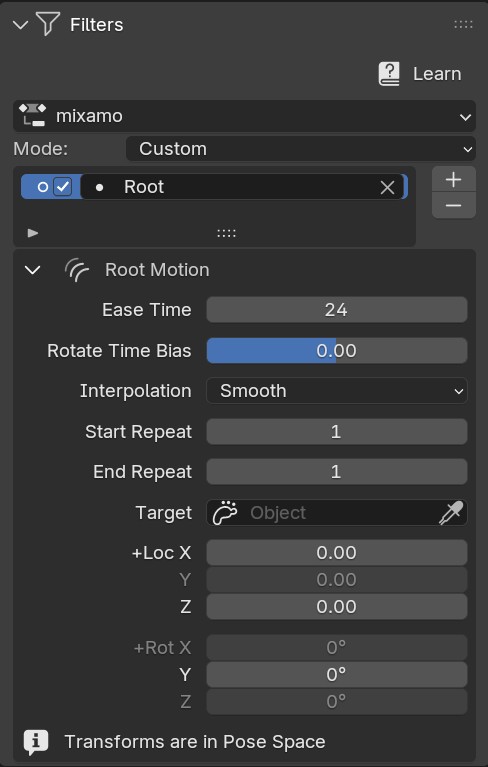 Filters
Learn
mixamo
Mode: Custom
Root
Root Motion
Ease Time 24
Rotate Time Bias 0.00
Interpolation Smooth
Start Repeat 1
End Repeat 1
Target Object
+Loc X 0.00
Y 0.00
Z 0.00
+Rot X 0°
Y 0°
Z 0°
Transforms are in Pose Space